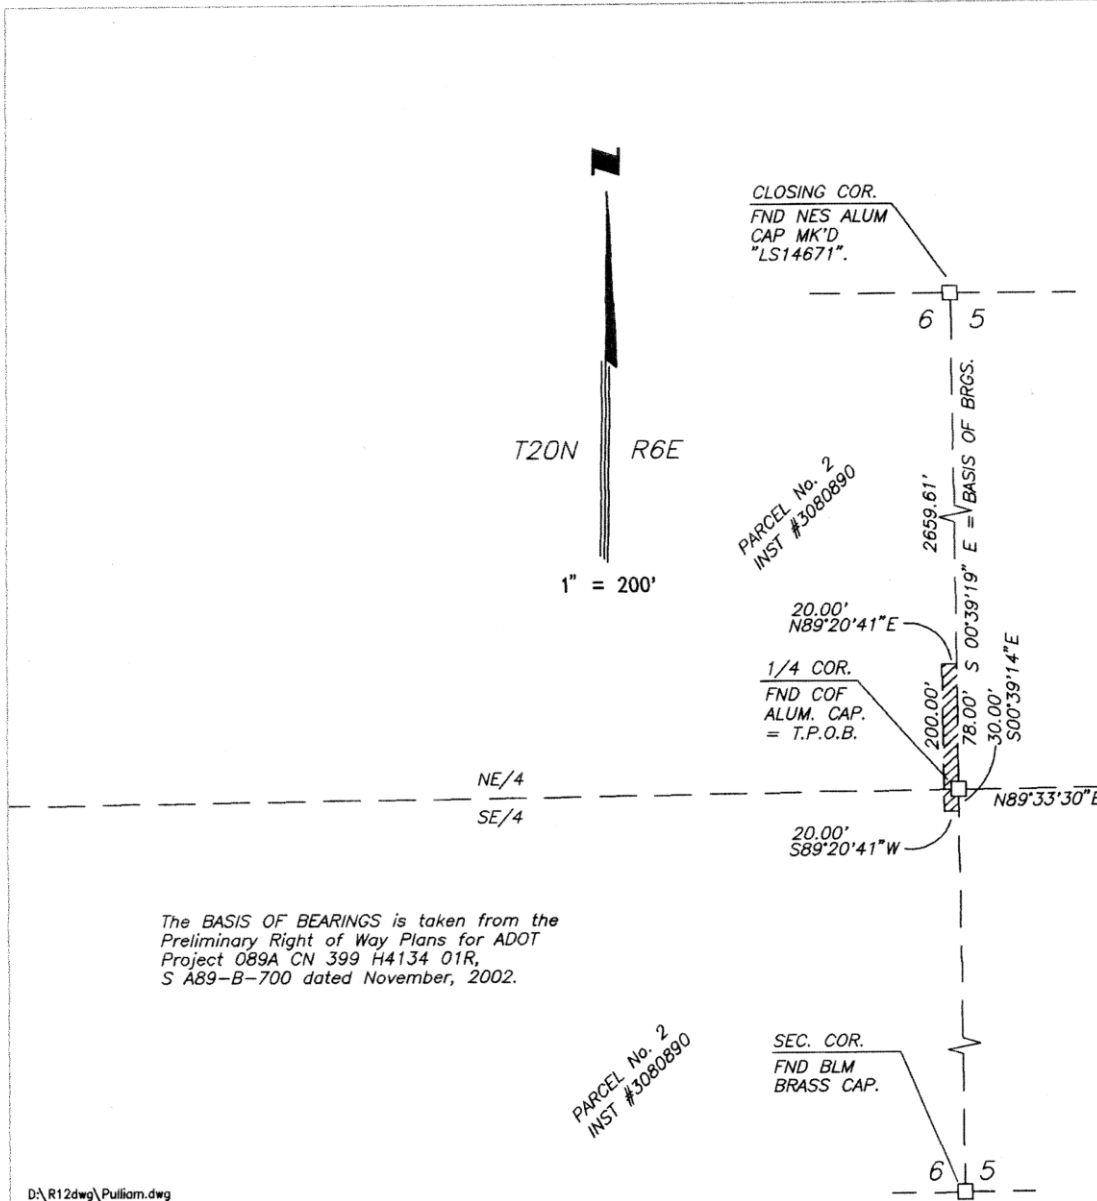 CLOSING COR.
FND NES ALUM
CAP MK'D
"LS14671".
6 5
T20N R6E
1" = 200'
PARCEL No. 2
INST #3080890
2659.61'
S 00°39'19" E = BASIS OF BRGS.
20.00'
N89°20'41"E
1/4 COR.
FND COF
ALUM. CAP.
= T.P.O.B.
200.00'
78.00'
30.00'
S00°39'14"E
NE/4
SE/4
N89°33'30"E
20.00'
S89°20'41"W
The BASIS OF BEARINGS is taken from the
Preliminary Right of Way Plans for ADOT
Project 089A CN 399 H4134 01R,
S A89-B-700 dated November, 2002.
PARCEL No. 2
INST #3080890
SEC. COR.
FND BLM
BRASS CAP.
6 5
D:\R12dwg\Pulliam.dwg